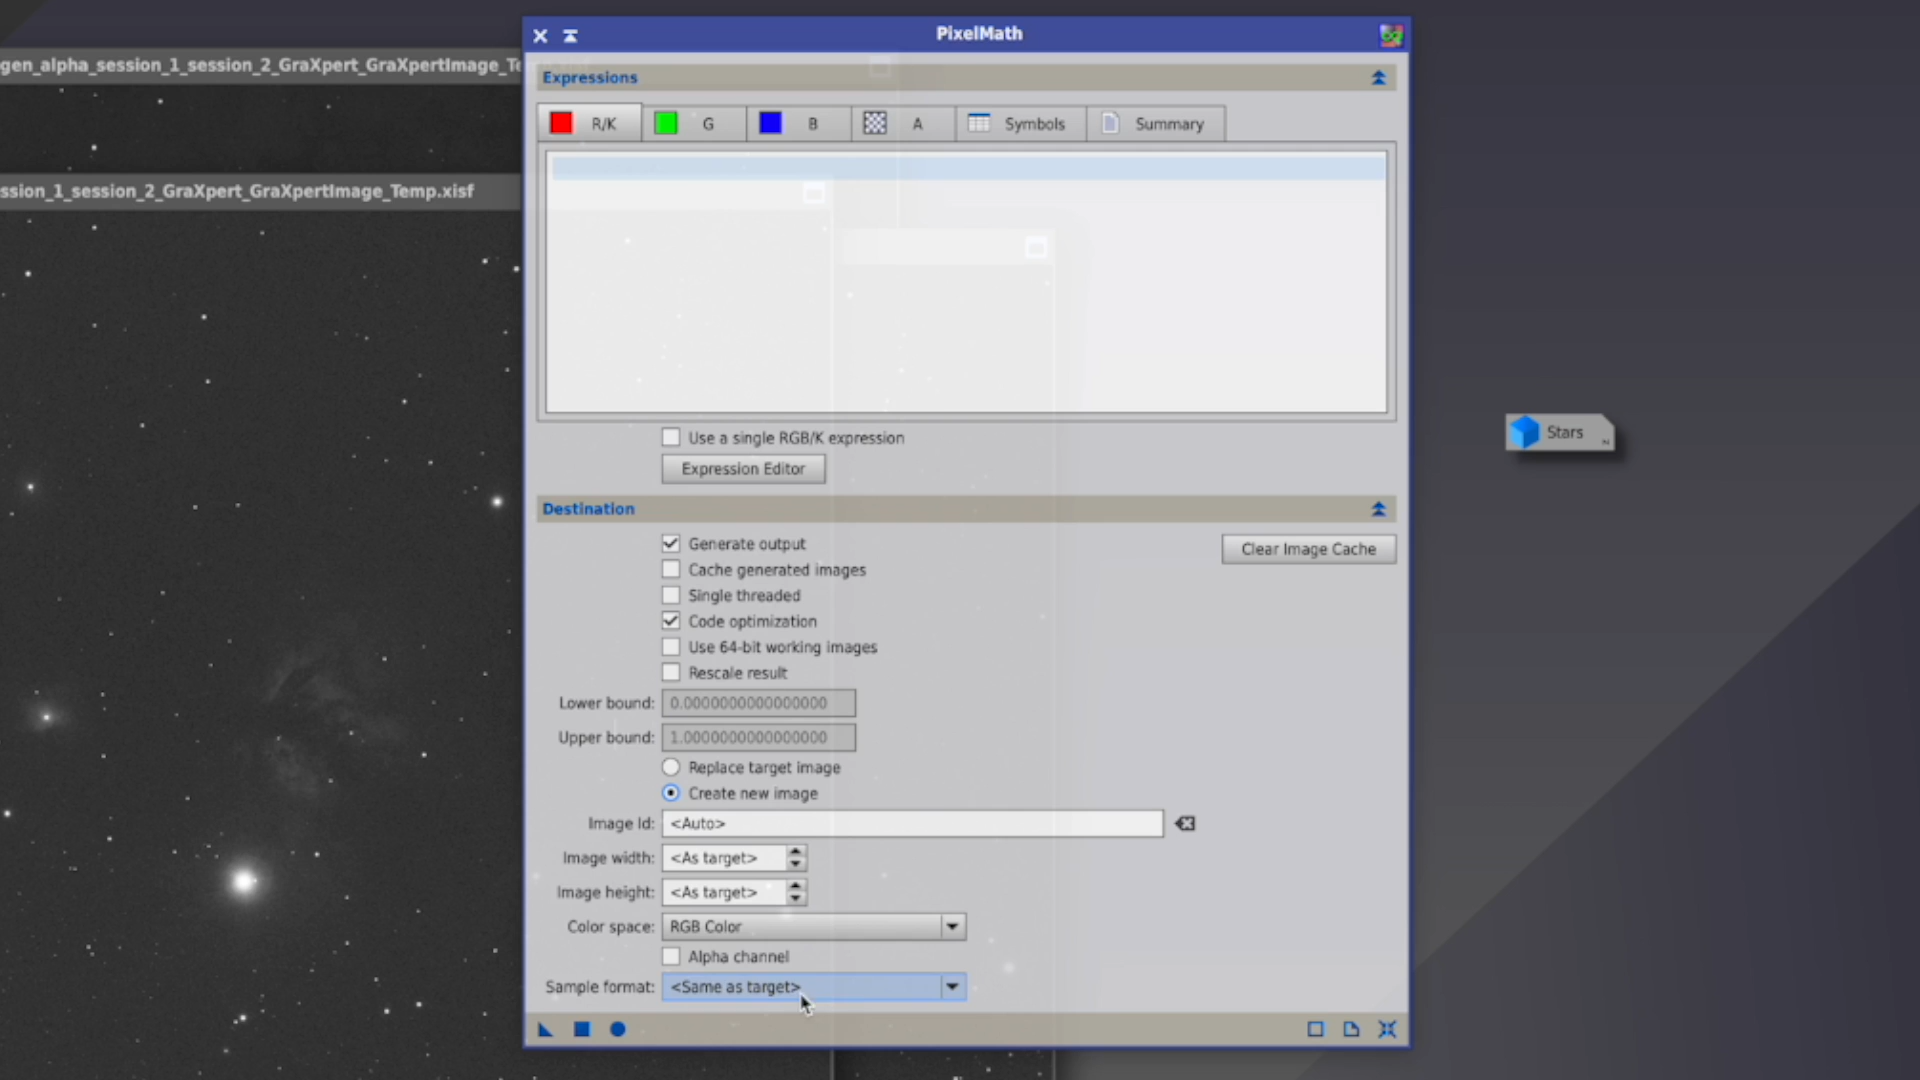 PixelMath
gen_alpha_session_1_session_2_GraXpert_GraXpertImage_Te
Expressions
R/K
G
B
A
Symbols
Summary
ssion_1_session_2_GraXpert_GraXpertImage_Temp.xisf
Use a single RGB/K expression
Stars
N
Expression Editor
Destination
Generate output
Clear Image Cache
Cache generated images
Single threaded
Code optimization
Use 64-bit working images
Rescale result
Lower bound: 0.0000000000000000
Upper bound: 1.0000000000000000
Replace target image
Create new image
Image Id: <Auto>
Image width: <As target>
Image height: <As target>
Color space: RGB Color
Alpha channel
Sample format: <Same as target>